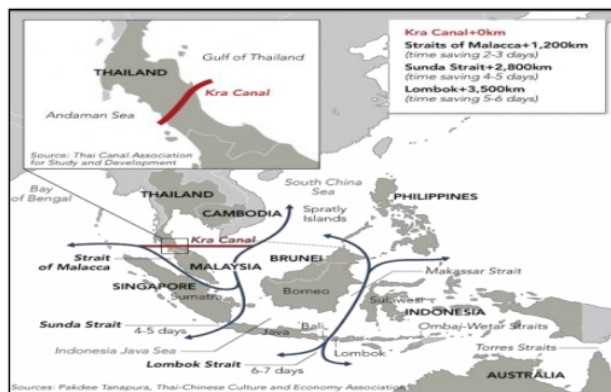 Gulf of Thailand
THAILAND
Kra Canal
Andaman Sea
Source: Thai Canal Association
for Study and Development
Kra Canal+0km
Straits of Malacca+1,200km
(time saving 2-3 days)
Sunda Strait+2,800km
(time saving 4-5 days)
Lombok+3,500km
(time saving 5-6 days)
Bay
of Bengal
THAILAND
CAMBODIA
South China
Sea
Spratly
Islands
PHILIPPINES
Kra Canal
Strait
of Malacca
MALAYSIA
BRUNEI
Makassar Strait
SINGAPORE
Sumatra
Borneo
Sulwesi
INDONESIA
Sunda Strait
4-5 days
Java
Bali
Ombaj-Wetar Straits
Indonesia Java Sea
Lombok Strait
6-7 days
Lombok
Torres Straits
AUSTRALIA
Sources: Pakdee Tanapura, Thai-Chinese Culture and Economy Association